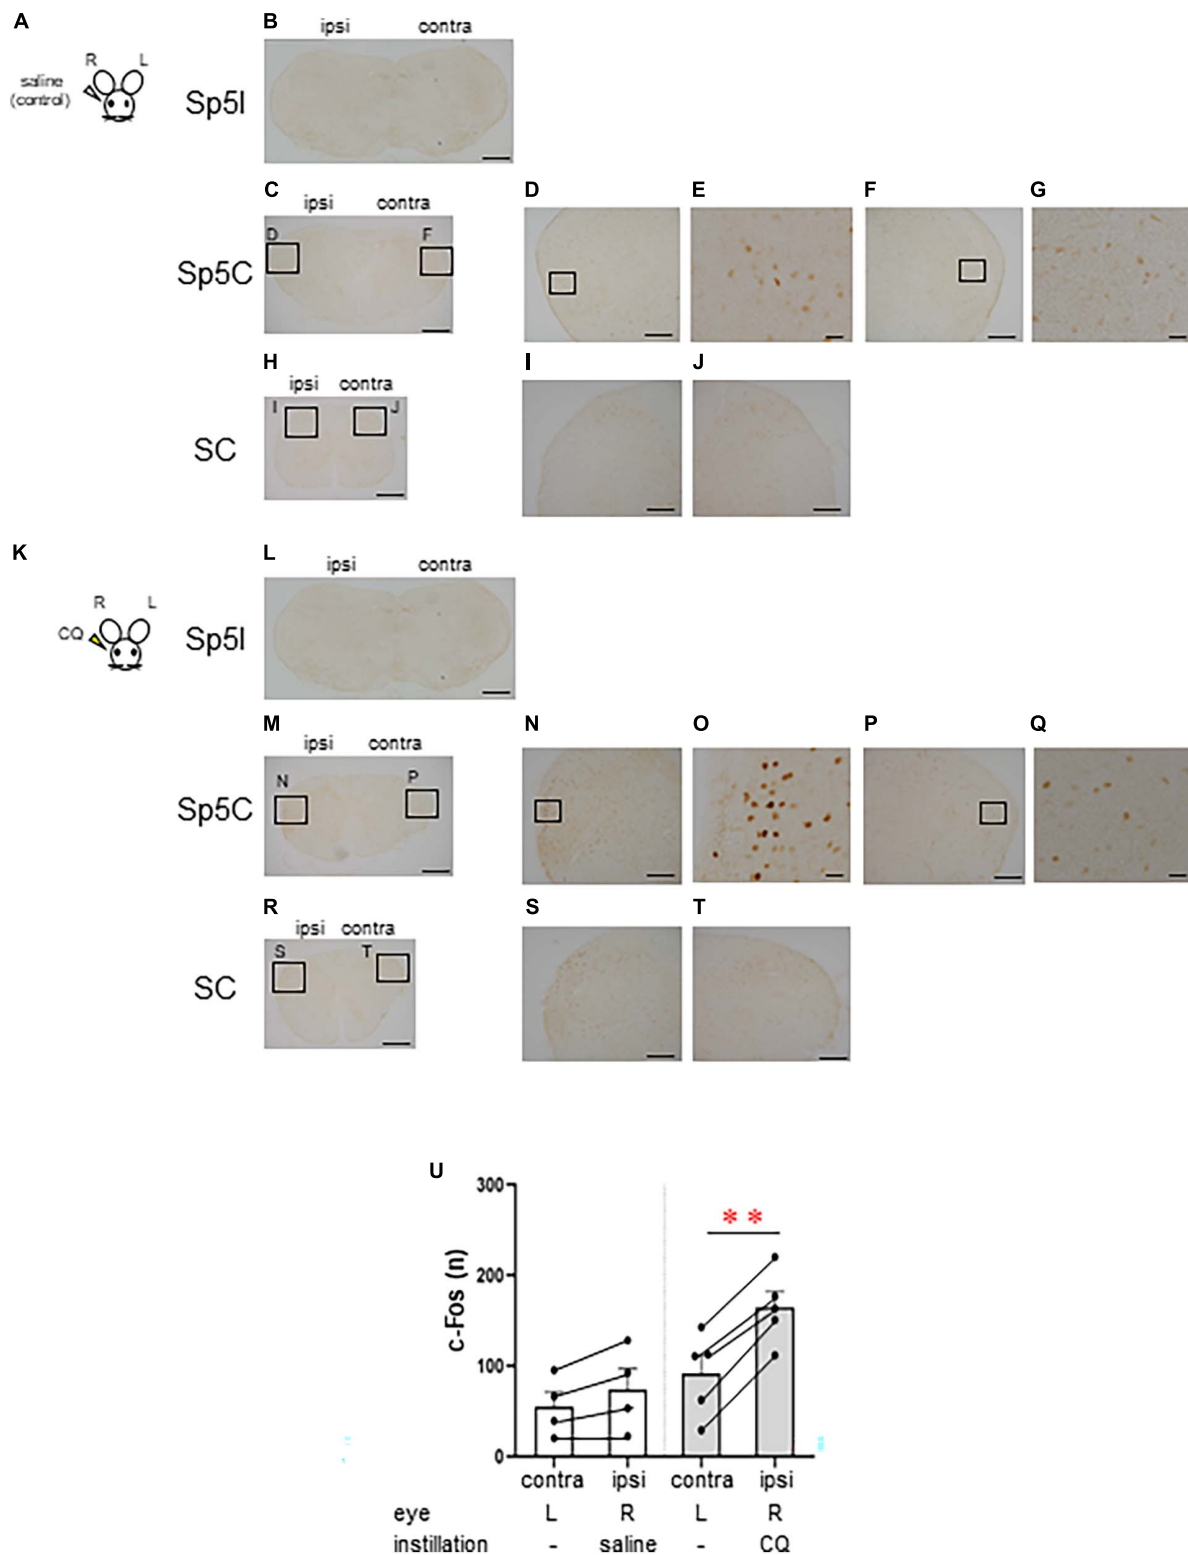 A
B
ipsi contra
R L
saline
(control)
Sp5I
C D E F G
ipsi contra
D F
Sp5C
H I J
ipsi contra
I J
SC
K L
ipsi contra
R L
CQ
Sp5I
M N O P Q
ipsi contra
N P
Sp5C
R S T
ipsi contra
S T
SC
U
300
**
200
c-Fos (n)
100
0
contra ipsi contra ipsi
eye L R L R
instillation - saline - CQ